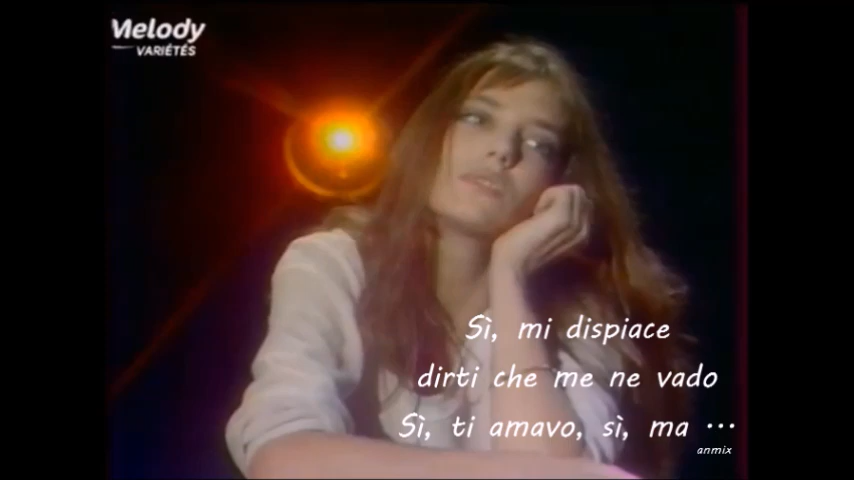 Melody
VARIÉTÉS
Sì, mi dispiace
dirti che me ne vado
Sì, ti amavo, sì, ma ...
anmix